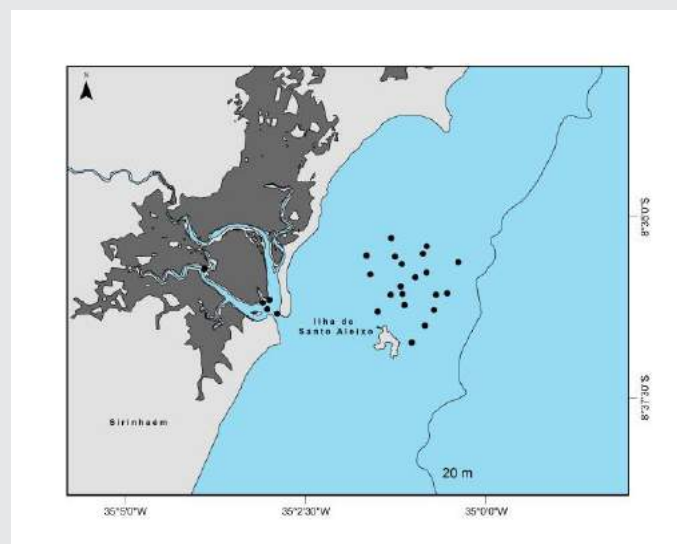 N
Ilha de
Santo Aleixo
Sirinhaém
20 m
8°35'0"S
8°37'30"S
35°5'0"W
35°2'30"W
35°0'0"W